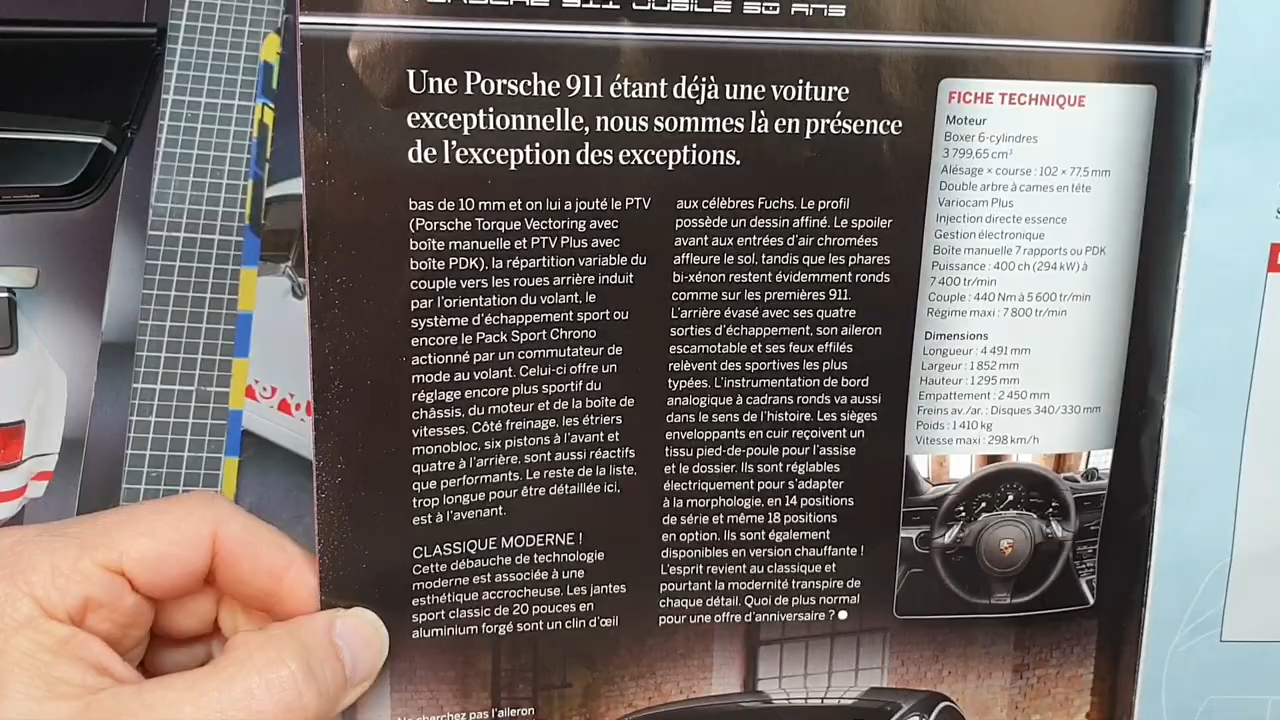 PORSCHE 911 JUBILÉ 50 ANS
Une Porsche 911 étant déjà une voiture
exceptionnelle, nous sommes là en présence
de l'exception des exceptions.
bas de 10 mm et on lui a jouté le PTV
(Porsche Torque Vectoring avec
boîte manuelle et PTV Plus avec
boîte PDK), la répartition variable du
couple vers les roues arrière induit
par l'orientation du volant, le
système d'échappement sport ou
encore le Pack Sport Chrono
actionné par un commutateur de
mode au volant. Celui-ci offre un
réglage encore plus sportif du
châssis, du moteur et de la boîte de
vitesses. Côté freinage, les étriers
monobloc, six pistons à l'avant et
quatre à l'arrière, sont aussi réactifs
que performants. Le reste de la liste,
trop longue pour être détaillée ici,
est à l'avenant.
CLASSIQUE MODERNE !
Cette débauche de technologie
moderne est associée à une
esthétique accrocheuse. Les jantes
sport classic de 20 pouces en
aluminium forgé sont un clin d'œil
aux célèbres Fuchs. Le profil
possède un dessin affiné. Le spoiler
avant aux entrées d'air chromées
affleure le sol, tandis que les phares
bi-xénon restent évidemment ronds
comme sur les premières 911.
L'arrière évasé avec ses quatre
sorties d'échappement, son aileron
escamotable et ses feux effilés
relèvent des sportives les plus
typées. L'instrumentation de bord
analogique à cadrans ronds va aussi
dans le sens de l'histoire. Les sièges
enveloppants en cuir reçoivent un
tissu pied-de-poule pour l'assise
et le dossier. Ils sont réglables
électriquement pour s'adapter
à la morphologie, en 14 positions
de série et même 18 positions
en option. Ils sont également
disponibles en version chauffante !
L'esprit revient au classique et
pourtant la modernité transpire de
chaque détail. Quoi de plus normal
pour une offre d'anniversaire ?
FICHE TECHNIQUE
Moteur
Boxer 6-cylindres
3 799,65 cm³
Alésage × course : 102 × 77,5 mm
Double arbre à cames en tête
Variocam Plus
Injection directe essence
Gestion électronique
Boîte manuelle 7 rapports ou PDK
Puissance : 400 ch (294 kW) à
7 400 tr/min
Couple : 440 Nm à 5 600 tr/min
Régime maxi : 7 800 tr/min
Dimensions
Longueur : 4 491 mm
Largeur : 1 852 mm
Hauteur : 1 295 mm
Empattement : 2 450 mm
Freins av./ar. : Disques 340/330 mm
Poids : 1 410 kg
Vitesse maxi : 298 km/h
Ne cherchez pas l'aileron